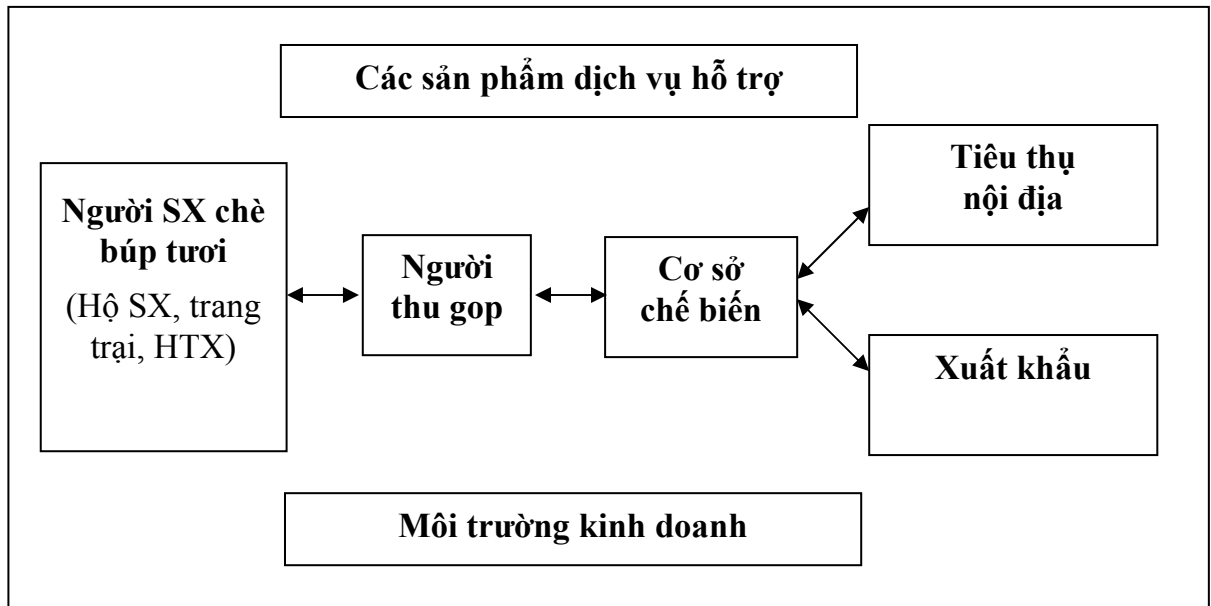 Các sản phẩm dịch vụ hỗ trợ
Người SX chè
búp tươi
(Hộ SX, trang
trại, HTX)
Người
thu gop
Cơ sở
chế biến
Tiêu thụ
nội địa
Xuất khẩu
Môi trường kinh doanh